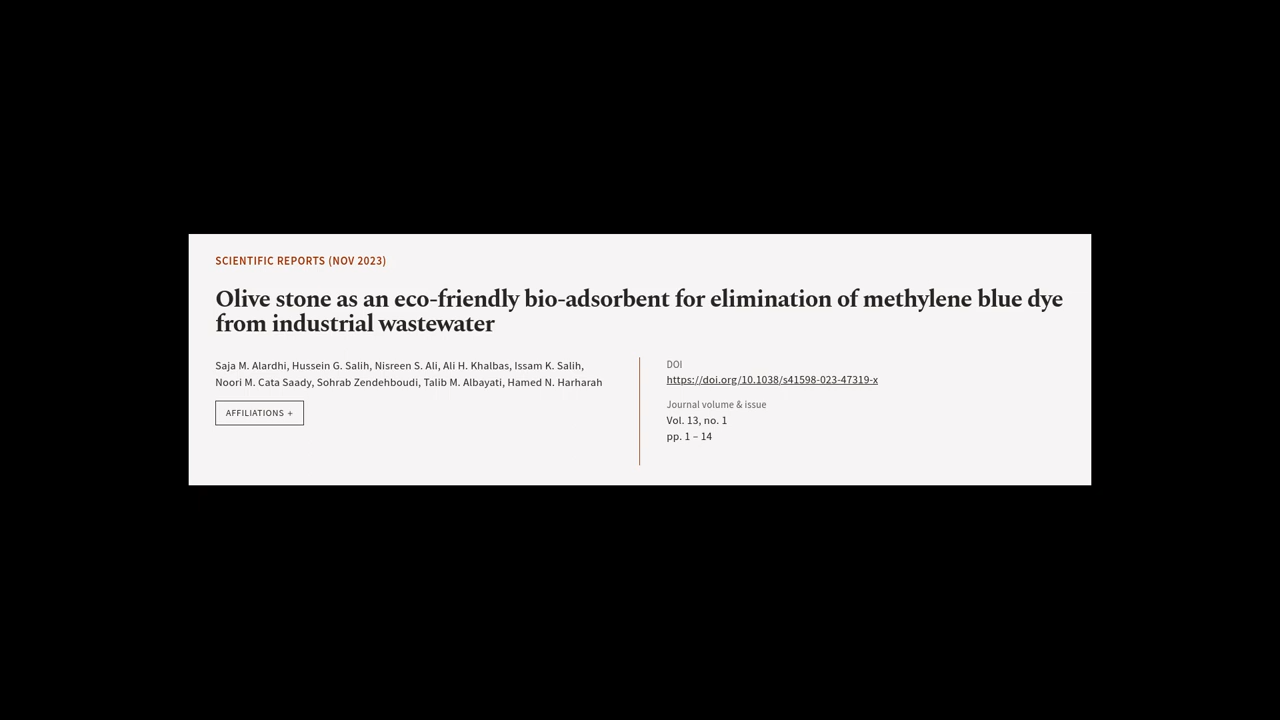 SCIENTIFIC REPORTS (NOV 2023)
Olive stone as an eco-friendly bio-adsorbent for elimination of methylene blue dye
from industrial wastewater
Saja M. Alardhi, Hussein G. Salih, Nisreen S. Ali, Ali H. Khalbas, Issam K. Salih,
Noori M. Cata Saady, Sohrab Zendehboudi, Talib M. Albayati, Hamed N. Harharah
AFFILIATIONS +
DOI
https://doi.org/10.1038/s41598-023-47319-x
Journal volume & issue
Vol. 13, no. 1
pp. 1 – 14